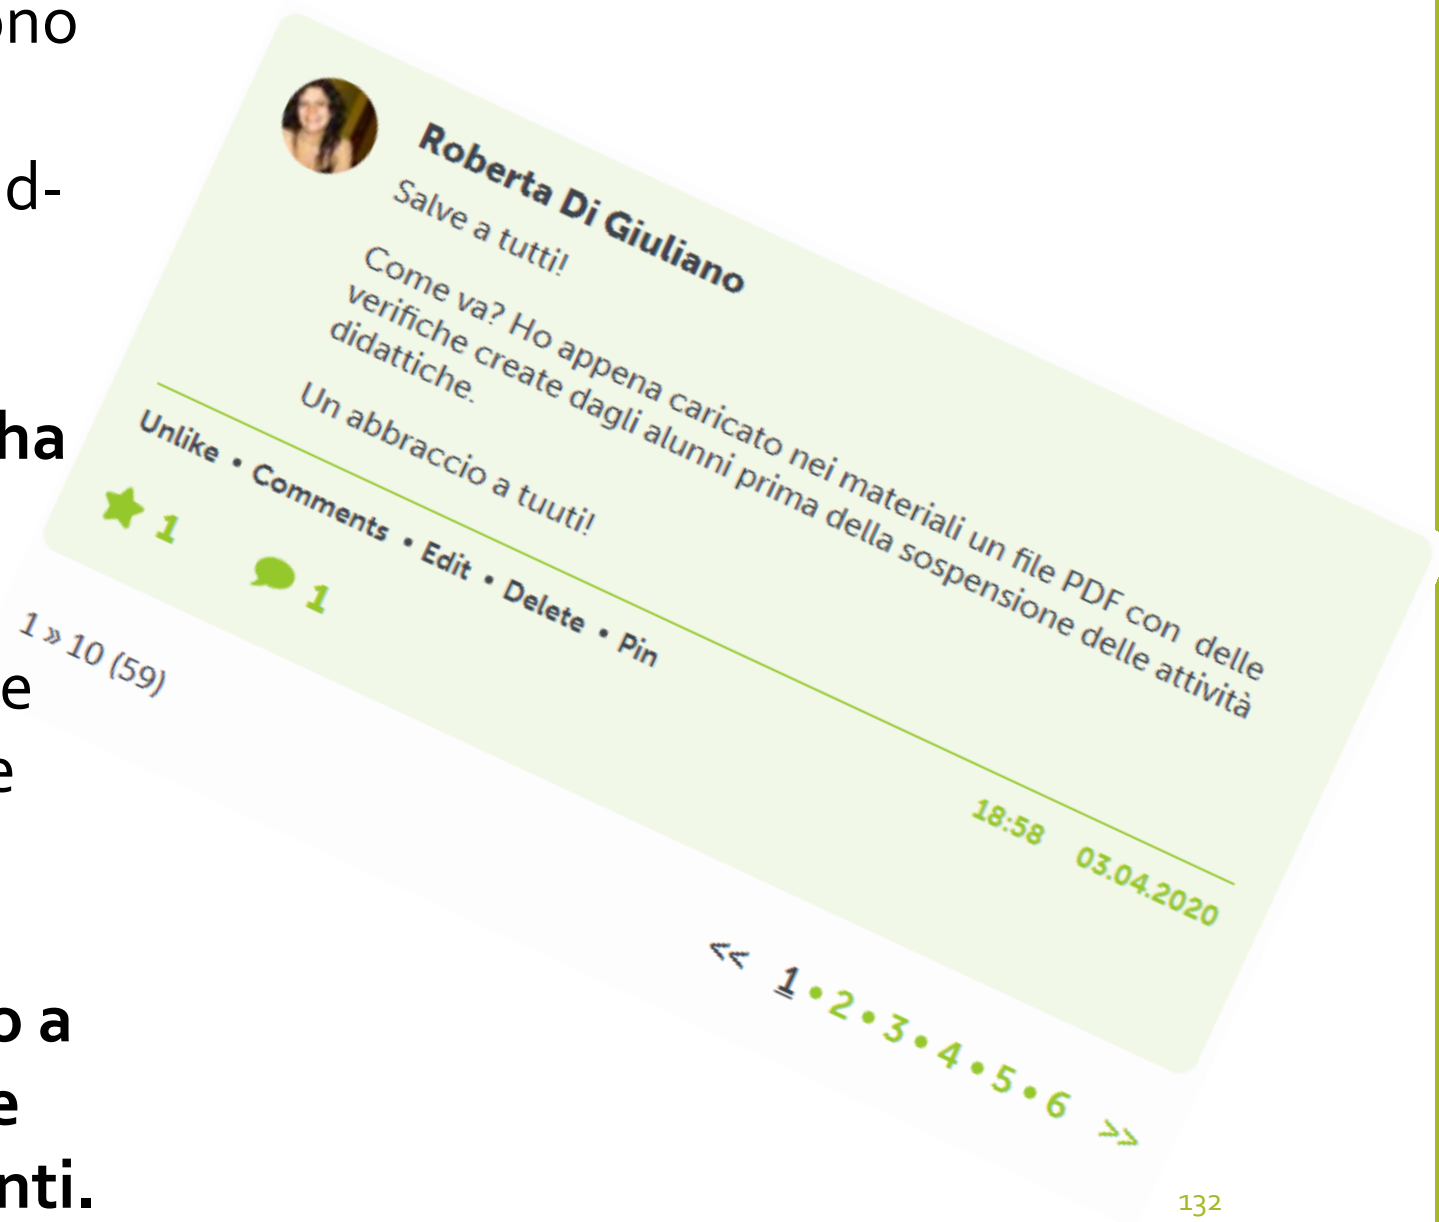 ono
d-
ha
e
e
o a
e
nti.
Roberta Di Giuliano
Salve a tutti!
Come va? Ho appena caricato nei materiali un file PDF con delle
verifiche create dagli alunni prima della sospensione delle attività
didattiche.
Un abbraccio a tuuti!
Unlike • Comments • Edit • Delete • Pin
18:58 03.04.2020
1 1
1 » 10 (59)
<< 1 • 2 • 3 • 4 • 5 • 6 >>
132